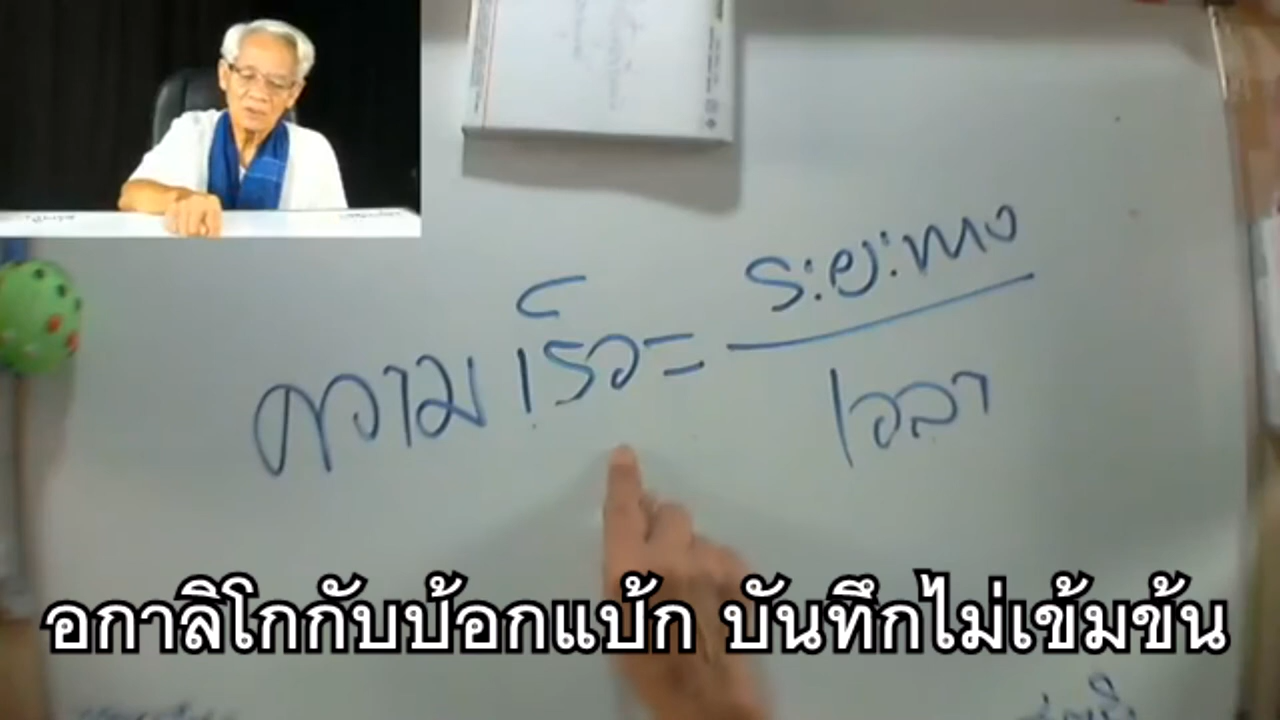 ระยะทาง
ความเร็ว =
เวลา
อกาลิโกกับบ้อกแบ้ก บันทึกไม่เข้มข้น